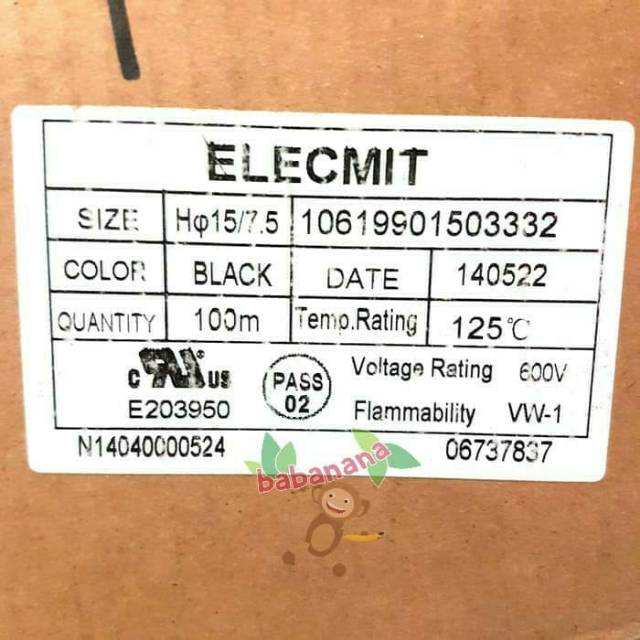 ELECMIT
SIZE Hφ15/7.5 10619901503332
COLOR BLACK DATE 140522
QUANTITY 100m Temp.Rating 125℃
c RU us ® PASS 02 Voltage Rating 600V
E203950 Flammability VW-1
N14040000524 06737837
babanana